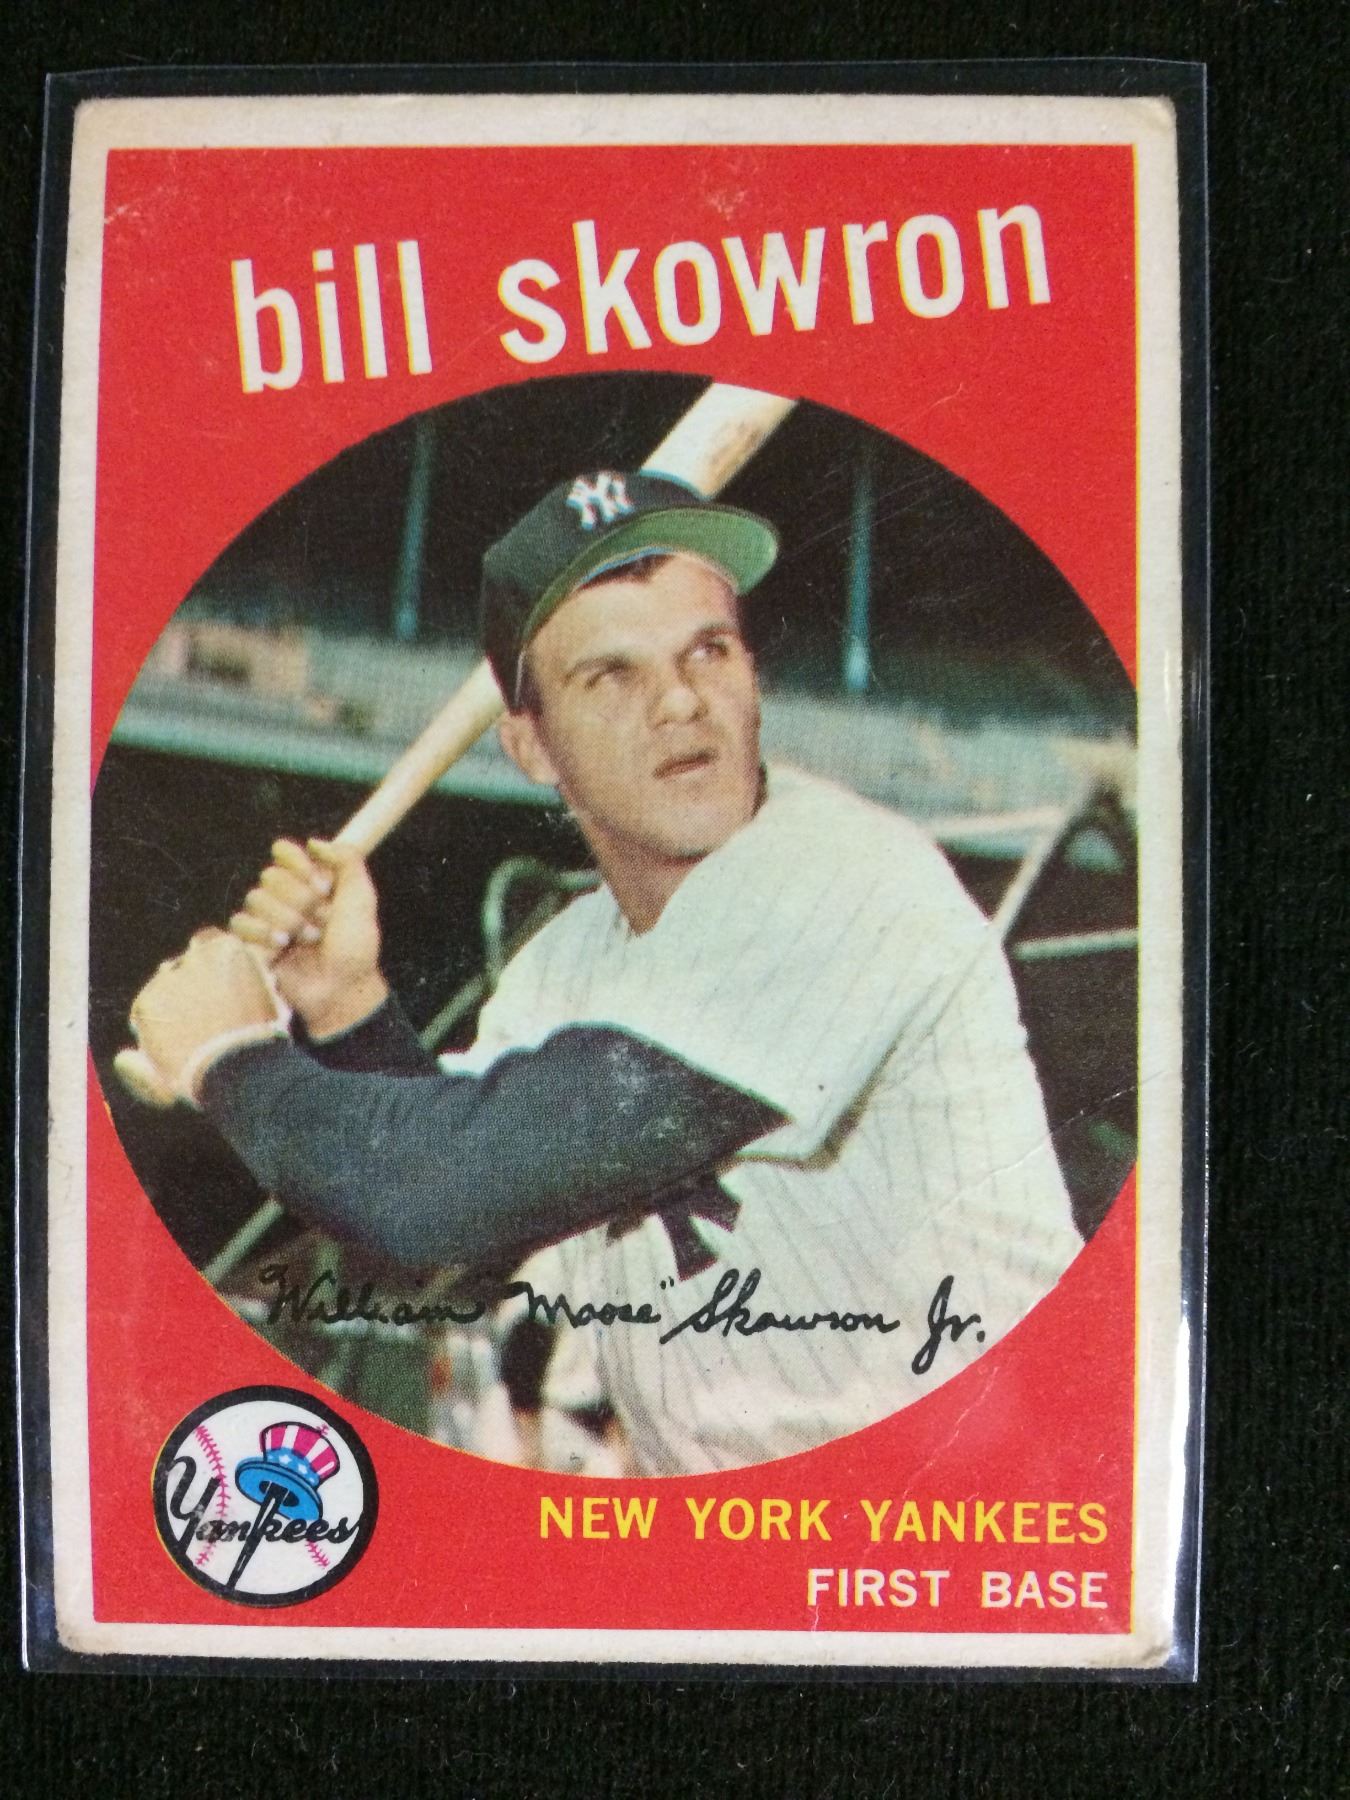 bill skowron
NY
William "Moose" Skowron Jr.
Yankees
NEW YORK YANKEES
FIRST BASE